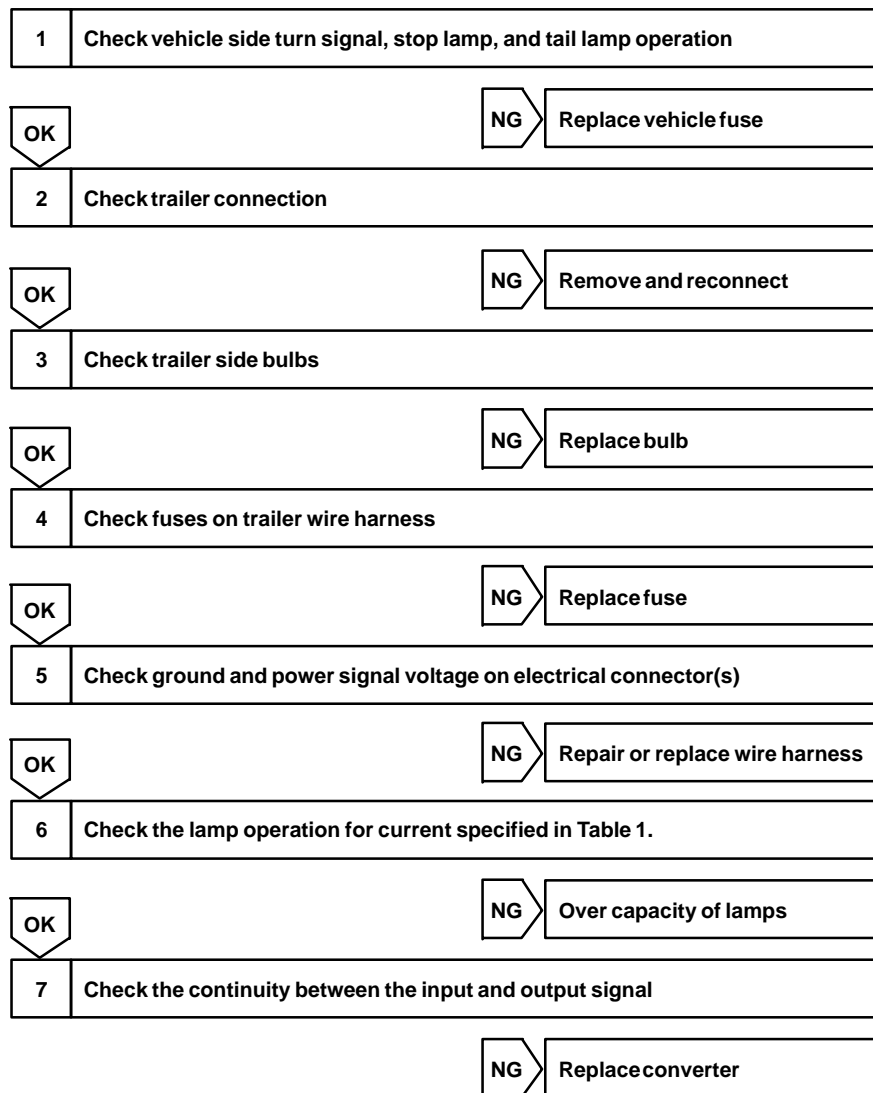 1 Check vehicle side turn signal, stop lamp, and tail lamp operation
NG Replace vehicle fuse
OK
2 Check trailer connection
NG Remove and reconnect
OK
3 Check trailer side bulbs
NG Replace bulb
OK
4 Check fuses on trailer wire harness
NG Replace fuse
OK
5 Check ground and power signal voltage on electrical connector(s)
NG Repair or replace wire harness
OK
6 Check the lamp operation for current specified in Table 1.
NG Over capacity of lamps
OK
7 Check the continuity between the input and output signal
NG Replace converter